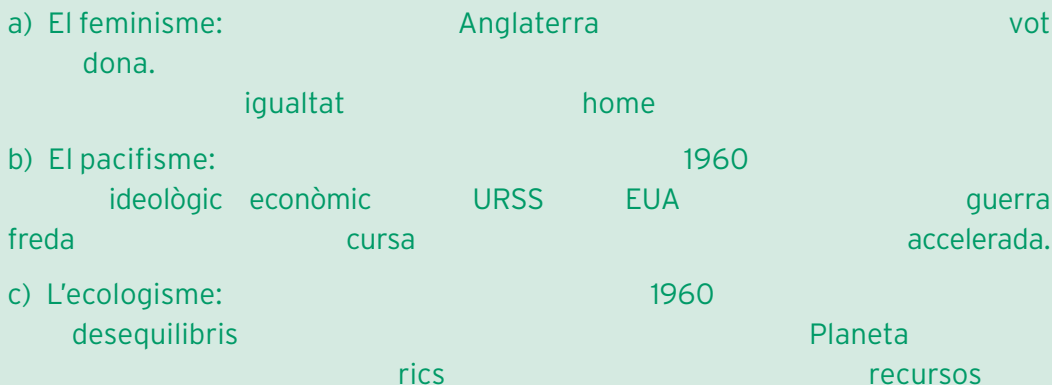 a) El feminisme: Anglaterra vot
dona.
igualtat home
b) El pacifisme: 1960
ideològic econòmic URSS EUA guerra
freda cursa accelerada.
c) L'ecologisme: 1960
desequilibris Planeta
rics recursos